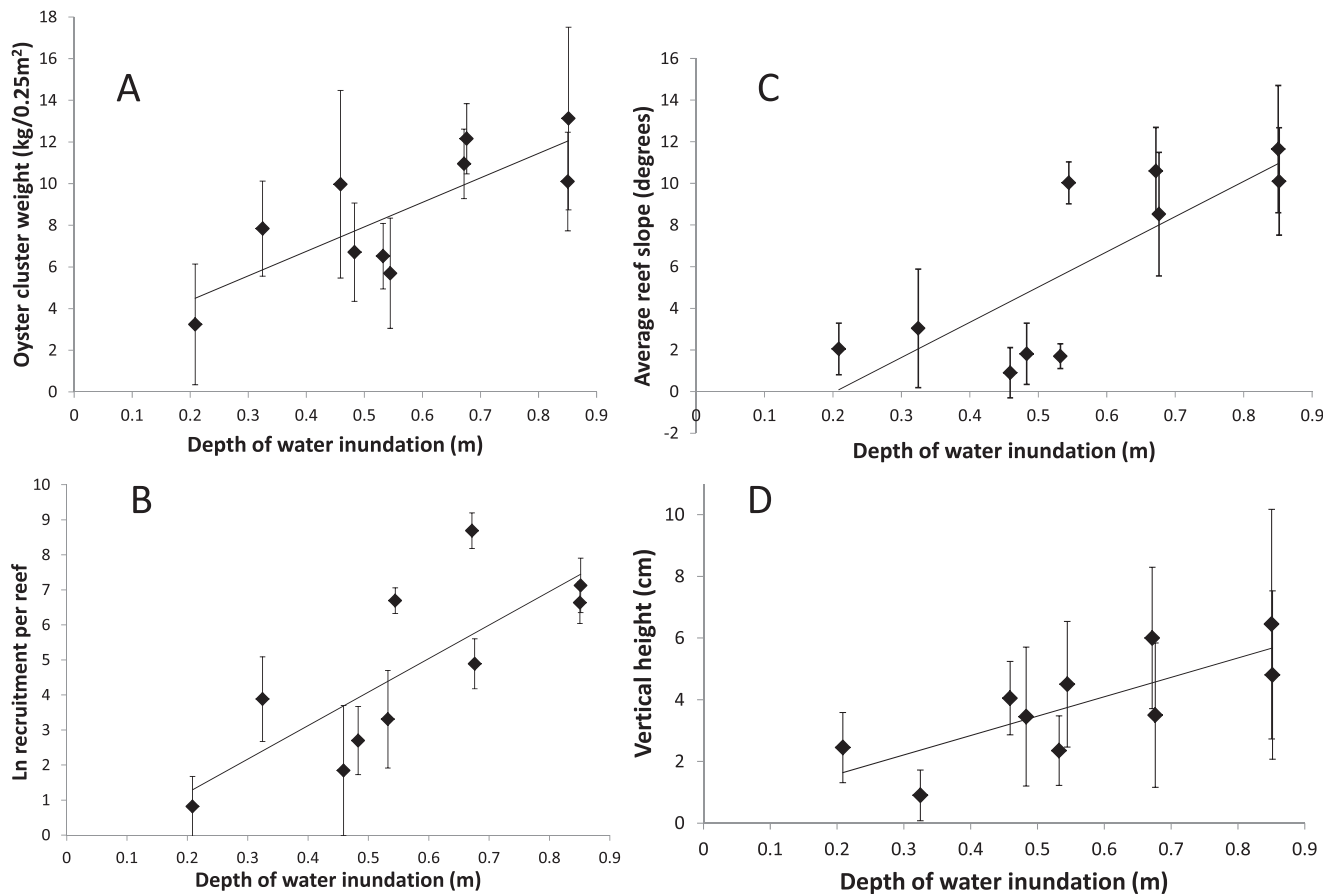 A
Oyster cluster weight (kg/0.25m²)
18
16
14
12
10
8
6
4
2
0
0 0.1 0.2 0.3 0.4 0.5 0.6 0.7 0.8 0.9
Depth of water inundation (m)
C
Average reef slope (degrees)
16
14
12
10
8
6
4
2
0
-2
0 0.1 0.2 0.3 0.4 0.5 0.6 0.7 0.8 0.9
Depth of water inundation (m)
B
Ln recruitment per reef
10
9
8
7
6
5
4
3
2
1
0
0 0.1 0.2 0.3 0.4 0.5 0.6 0.7 0.8 0.9
Depth of water inundation (m)
D
Vertical height (cm)
10
8
6
4
2
0
0 0.1 0.2 0.3 0.4 0.5 0.6 0.7 0.8 0.9
Depth of water inundation (m)